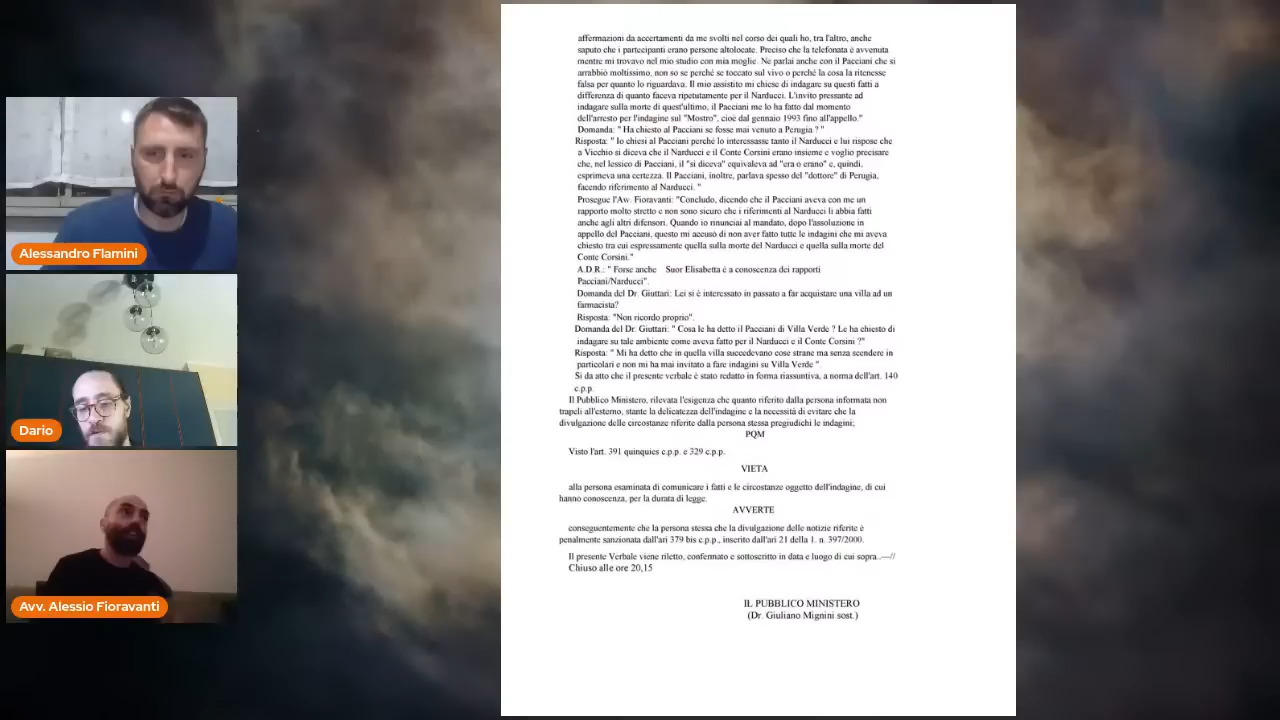 Alessandro Flamini
Dario
Avv. Alessio Fioravanti
affermazioni da accertamenti da me svolti nel corso dei quali ho, tra l'altro, anche
saputo che i partecipanti erano persone altolocate. Preciso che la telefonata è avvenuta
mentre mi trovavo nel mio studio con mia moglie. Ne parlai anche con il Pacciani che si
arrabbiò moltissimo, non so se perché se toccato sul vivo o perché la cosa la ritenesse
falsa per quanto lo riguardava. Il mio assistito mi chiese di indagare su questi fatti a
differenza di quanto faceva ripetutamente per il Narducci. L'invito pressante ad
indagare sulla morte di quest'ultimo, il Pacciani me lo ha fatto dal momento
dell'arresto per l'indagine sul "Mostro", cioè dal gennaio 1993 fino all'appello."
Domanda: " Ha chiesto al Pacciani se fosse mai venuto a Perugia ? "
Risposta: " Io chiesi al Pacciani perché lo interessasse tanto il Narducci e lui rispose che
a Vicchio si diceva che il Narducci e il Conte Corsini erano insieme e voglio precisare
che, nel lessico di Pacciani, il "si diceva" equivaleva ad "era o erano" e, quindi,
esprimeva una certezza. Il Pacciani, inoltre, parlava spesso del "dottore" di Perugia,
facendo riferimento al Narducci. "
Prosegue l'Aw. Fioravanti: "Concludo, dicendo che il Pacciani aveva con me un
rapporto molto stretto e non sono sicuro che i riferimenti al Narducci li abbia fatti
anche agli altri difensori. Quando io rinunciai al mandato, dopo l'assoluzione in
appello del Pacciani, questo mi accusò di non aver fatto tutte le indagini che mi aveva
chiesto tra cui espressamente quella sulla morte del Narducci e quella sulla morte del
Conte Corsini."
A.D.R.: " Forse anche Suor Elisabetta è a conoscenza dei rapporti
Pacciani/Narducci".
Domanda del Dr. Giuttari: Lei si è interessato in passato a far acquistare una villa ad un
farmacista?
Risposta: "Non ricordo proprio".
Domanda del Dr. Giuttari: " Cosa le ha detto il Pacciani di Villa Verde ? Le ha chiesto di
indagare su tale ambiente come aveva fatto per il Narducci e il Conte Corsini ?"
Risposta: " Mi ha detto che in quella villa succedevano cose strane ma senza scendere in
particolari e non mi ha mai invitato a fare indagini su Villa Verde ".
Si da atto che il presente verbale è stato redatto in forma riassuntiva, a norma dell'art. 140
c.p.p.
Il Pubblico Ministero, rilevata l'esigenza che quanto riferito dalla persona informata non
trapeli all'esterno, stante la delicatezza dell'indagine e la necessità di evitare che la
divulgazione delle circostanze riferite dalla persona stessa pregiudichi le indagini;
PQM
Visto l'art. 391 quinquies c.p.p. e 329 c.p.p.
VIETA
alla persona esaminata di comunicare i fatti e le circostanze oggetto dell'indagine, di cui
hanno conoscenza, per la durata di legge.
AVVERTE
conseguentemente che la persona stessa che la divulgazione delle notizie riferite è
penalmente sanzionata dall'ari 379 bis c.p.p., inscrito dall'ari 21 della l. n. 397/2000.
Il presente Verbale viene riletto, confermato e sottoscritto in data e luogo di cui sopra..—//
Chiuso alle ore 20,15
IL PUBBLICO MINISTERO
(Dr. Giuliano Mignini sost.)